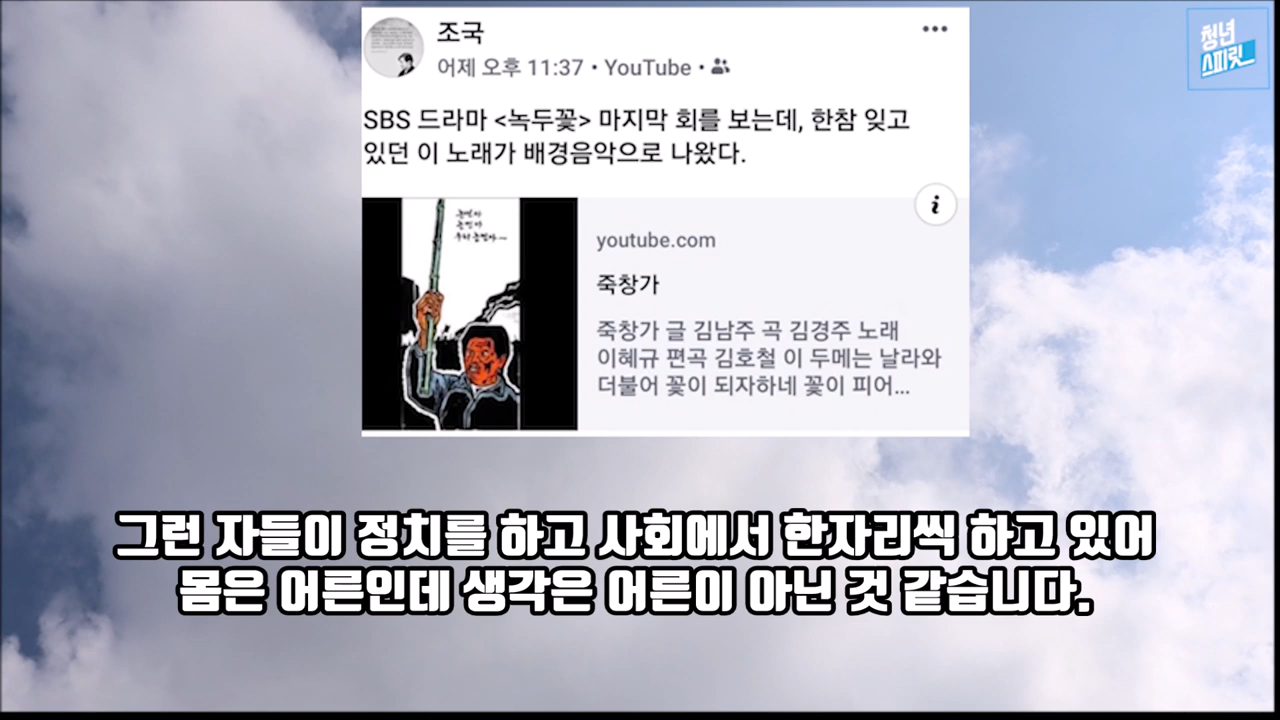 청년
스피릿
조국
어제 오후 11:37 • YouTube •
SBS 드라마 <녹두꽃> 마지막 회를 보는데, 한참 잊고
있던 이 노래가 배경음악으로 나왔다.
youtube.com
죽창가
죽창가 글 김남주 곡 김경주 노래
이혜규 편곡 김호철 이 두메는 날라와
더불어 꽃이 되자하네 꽃이 피어...
그런 자들이 정치를 하고 사회에서 한자리씩 하고 있어
몸은 어른인데 생각은 어른이 아닌 것 같습니다.